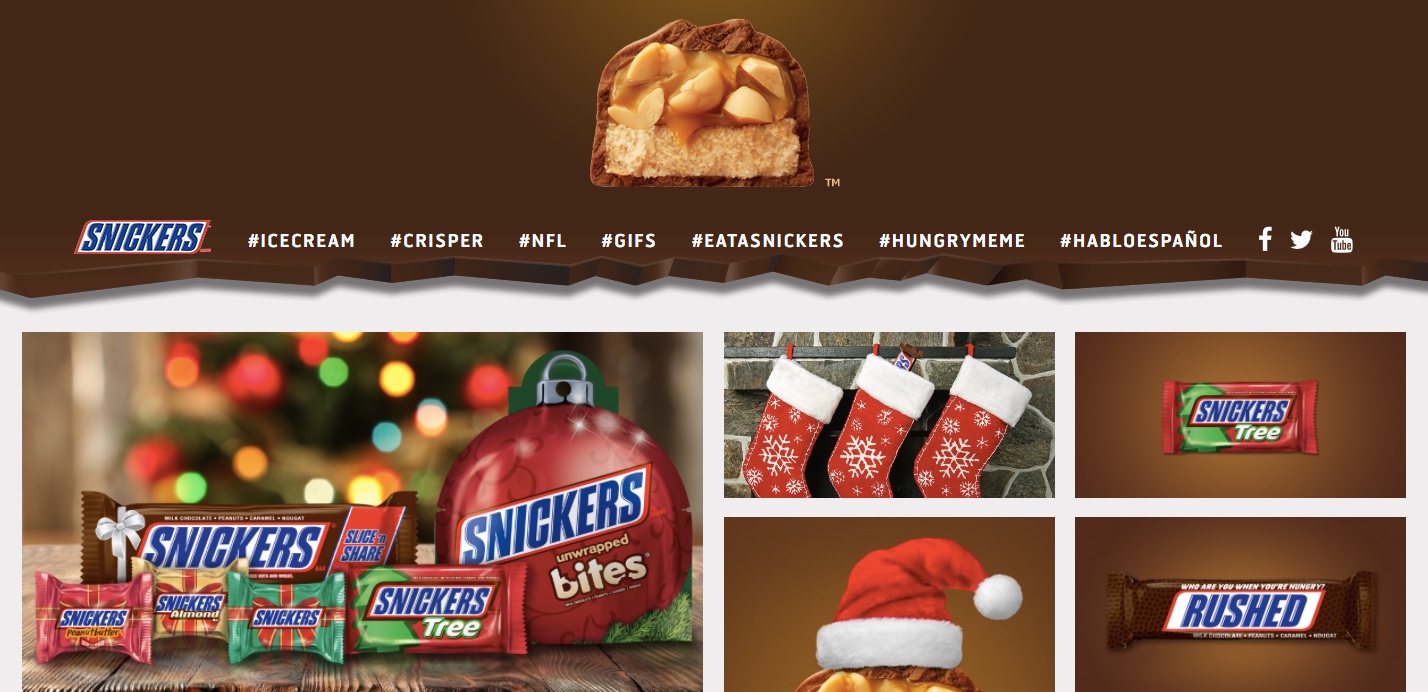 TM
SNICKERS
#ICECREAM
#CRISPER
#NFL
#GIFS
#EATASNICKERS
#HUNGRYMEME
#HABLOESPAÑOL
f
You
Tube
MILK CHOCOLATE • PEANUTS • CARAMEL • NOUGAT
SNICKERS
SLICE n
SHARE
SNICKERS
unwrapped
bites
SNICKERS
Peanutbutter
SNICKERS
Almond
SNICKERS
SNICKERS
Tree
SNICKERS
Tree
WHO ARE YOU WHEN YOU'RE HUNGRY?
RUSHED
MILK CHOCOLATE • PEANUTS • CARAMEL • NOUGAT